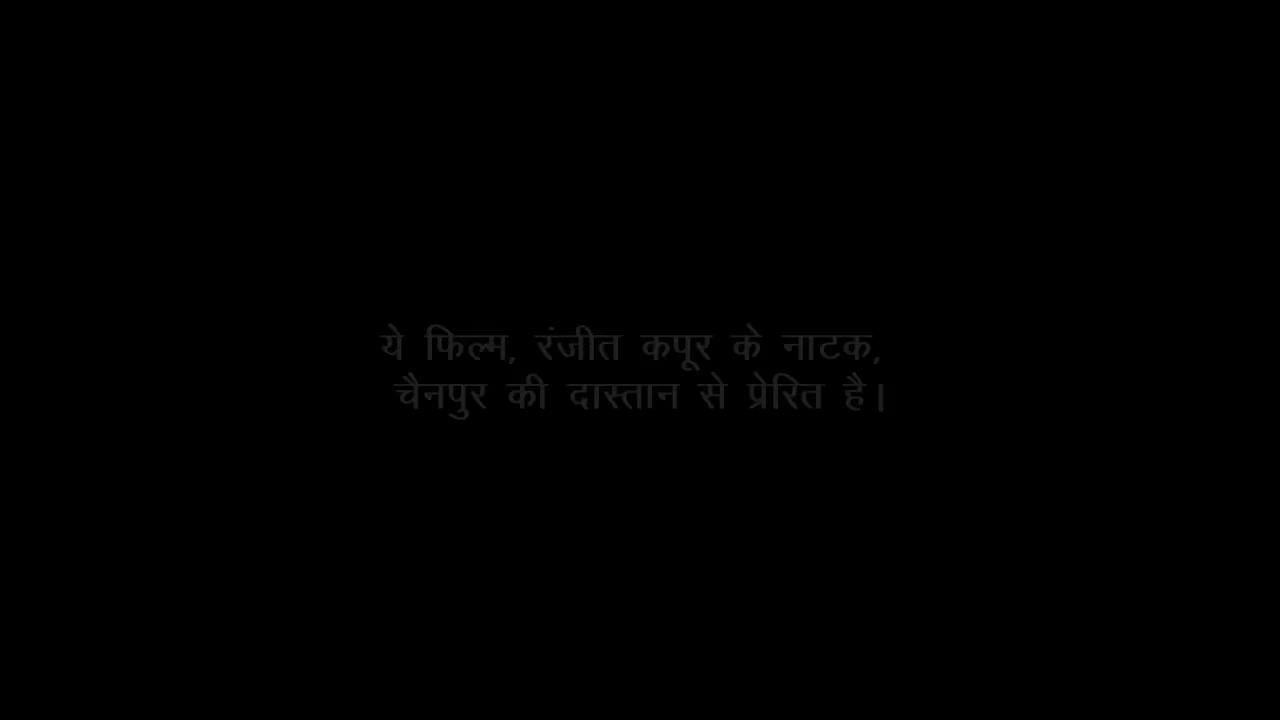 ये फिल्म, रंजीत कपूर के नाटक,
चैनपुर की दास्तान से प्रेरित है।